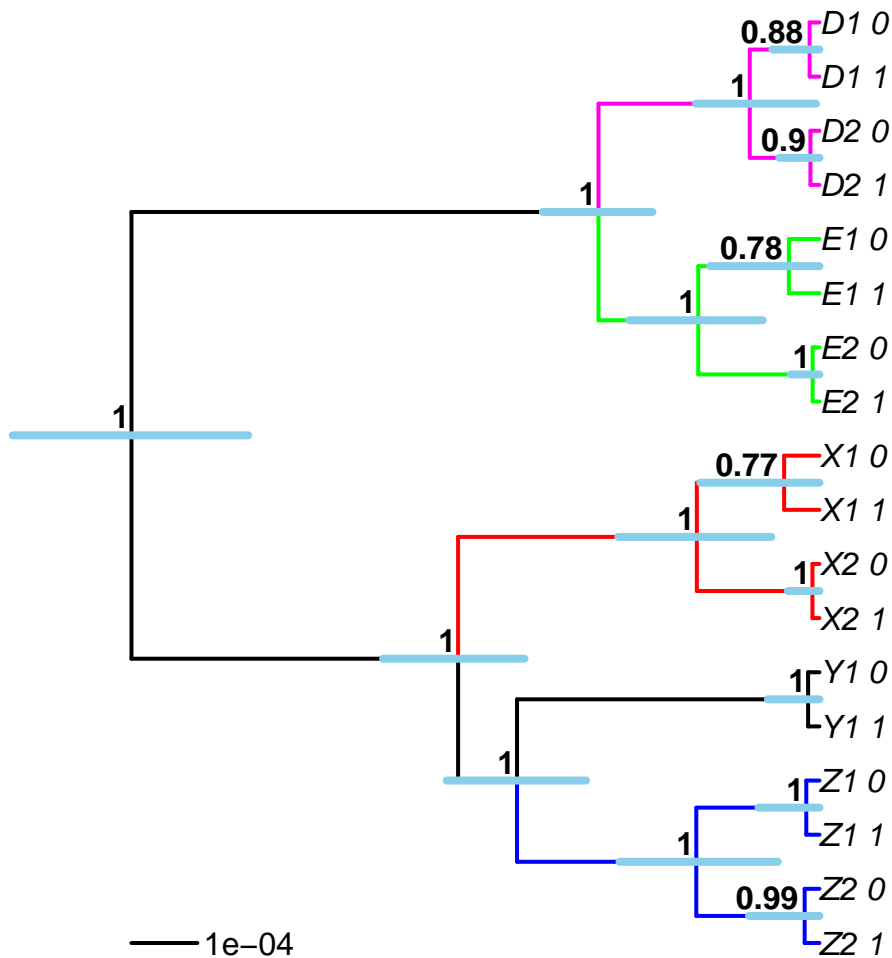 D1 0
0.88
D1 1
1
D2 0
0.9
D2 1
1
E1 0
0.78
E1 1
1
E2 0
1
E2 1
1
X1 0
0.77
X1 1
1
X2 0
1
X2 1
1
Y1 0
1
Y1 1
1
Z1 0
1
Z1 1
1
Z2 0
0.99
Z2 1
1e−04